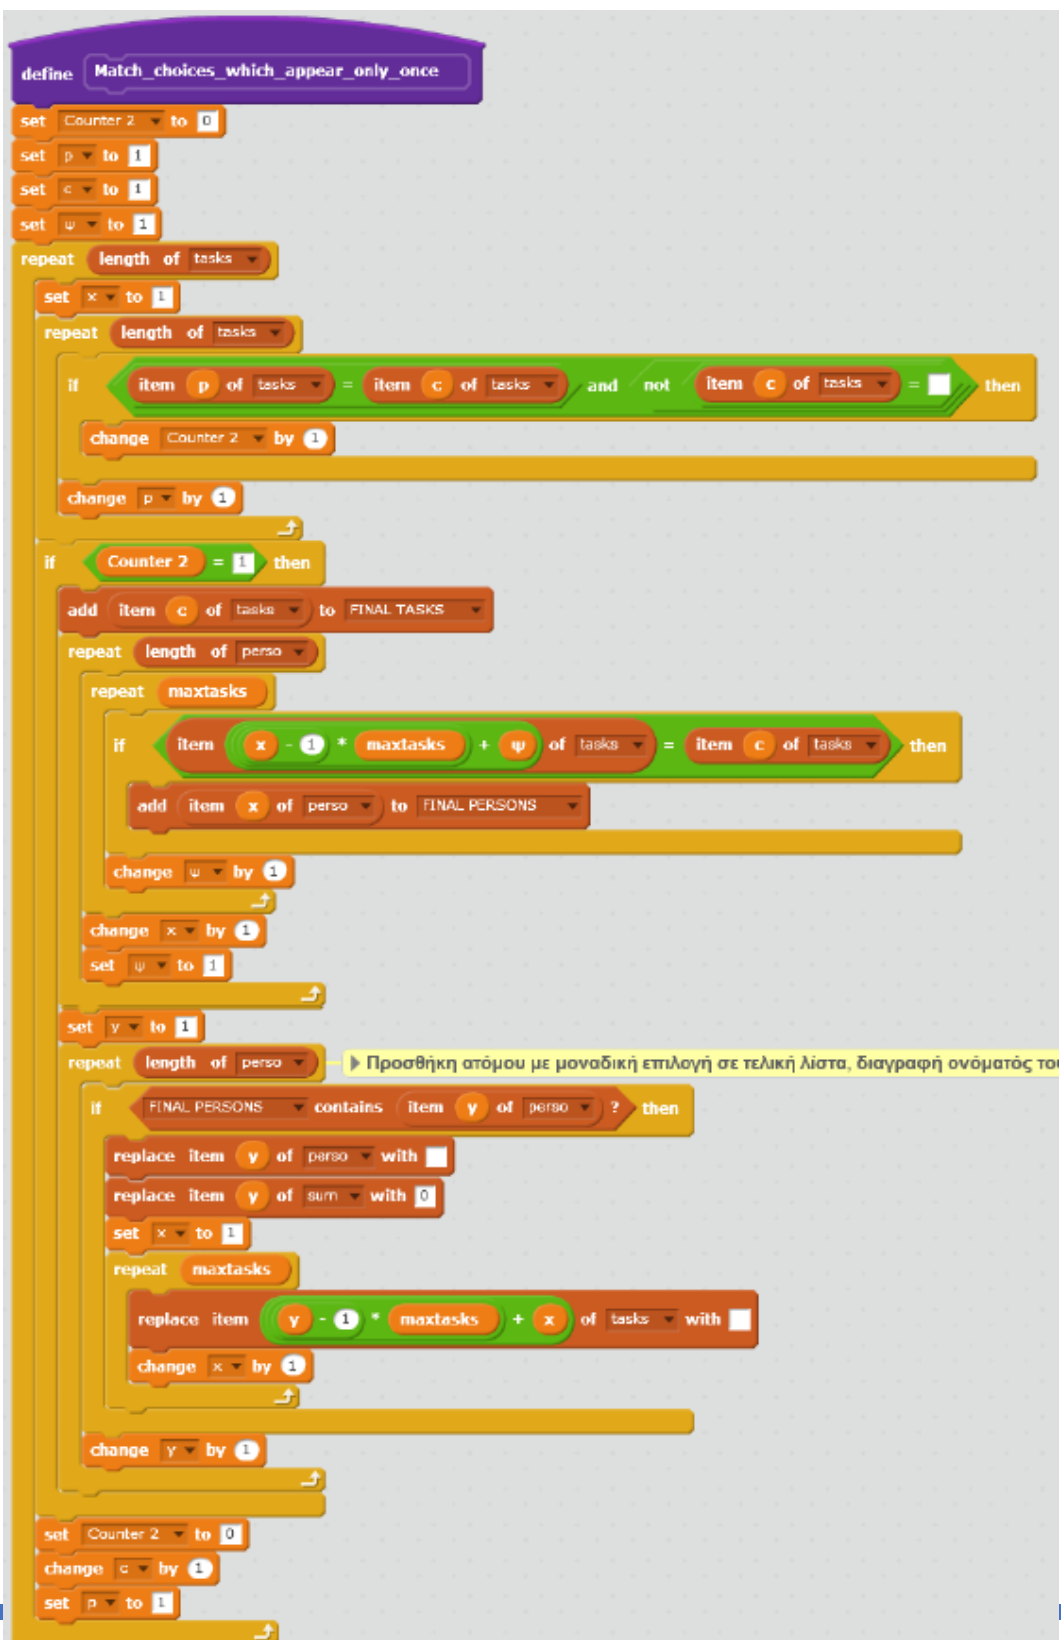 define Match_choices_which_appear_only_once
set Counter 2 to 0
set p to 1
set c to 1
set ψ to 1
repeat length of tasks
set x to 1
repeat length of tasks
if item p of tasks = item c of tasks and not item c of tasks = then
change Counter 2 by 1
change p by 1
if Counter 2 = 1 then
add item c of tasks to FINAL TASKS
repeat length of perso
repeat maxtasks
if item x - 1 * maxtasks + ψ of tasks = item c of tasks then
add item x of perso to FINAL PERSONS
change ψ by 1
change x by 1
set ψ to 1
set y to 1
repeat length of perso Προσθήκη ατόμου με μοναδική επιλογή σε τελική λίστα, διαγραφή ονόματός του
if FINAL PERSONS contains item y of perso ? then
replace item y of perso with
replace item y of sum with 0
set x to 1
repeat maxtasks
replace item y - 1 * maxtasks + x of tasks with
change x by 1
change y by 1
set Counter 2 to 0
change c by 1
set p to 1